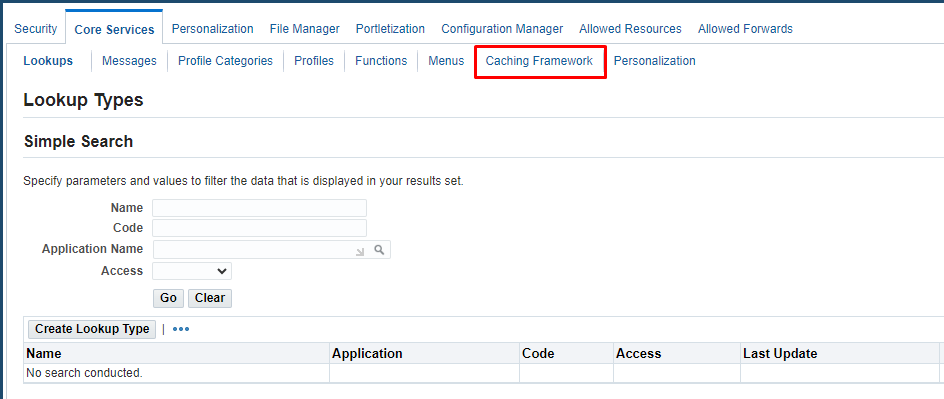 Security Core Services Personalization File Manager Portletization Configuration Manager Allowed Resources Allowed Forwards
Lookups Messages Profile Categories Profiles Functions Menus Caching Framework Personalization
Lookup Types
Simple Search
Specify parameters and values to filter the data that is displayed in your results set.
Name
Code
Application Name
Access
Go Clear
Create Lookup Type | •••
Name Application Code Access Last Update
No search conducted.